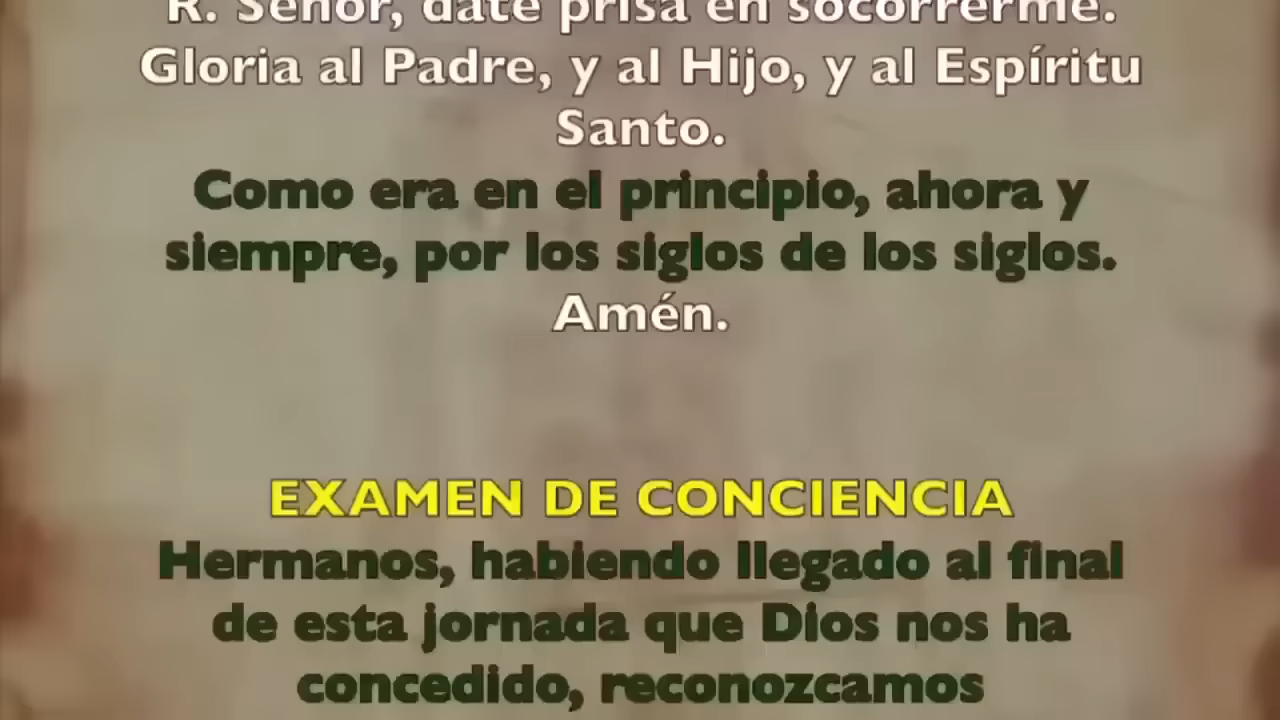 R. Señor, date prisa en socorrerme.
Gloria al Padre, y al Hijo, y al Espíritu
Santo.
Como era en el principio, ahora y
siempre, por los siglos de los siglos.
Amén.
EXAMEN DE CONCIENCIA
Hermanos, habiendo llegado al final
de esta jornada que Dios nos ha
concedido, reconozcamos